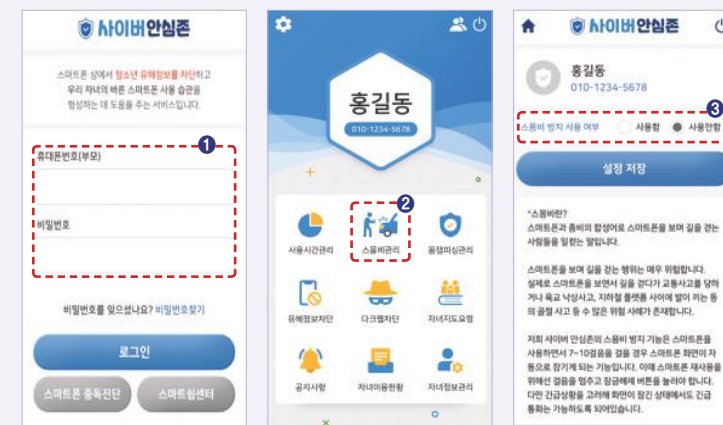 사이버안심존
스마트폰 상에서 청소년 유해정보를 차단하고
우리 자녀의 바른 스마트폰 사용 습관을
형성하는 데 도움을 주는 서비스입니다.
1
휴대폰번호(부모)
비밀번호
비밀번호를 잊으셨나요? 비밀번호찾기
로그인
스마트폰 중독진단
스마트쉼센터
홍길동
010-1234-5678
2
사용시간관리
스몸비관리
몸캠피싱관리
유해정보차단
다크웹차단
자녀지도요령
공지사항
자녀이용현황
자녀정보관리
사이버안심존
홍길동
010-1234-5678
3
스몸비 방지 사용 여부 사용함 사용안함
설정 저장
*스몸비란?
스마트폰과 좀비의 합성어로 스마트폰을 보며 길을 걷는
사람들을 일컫는 말입니다.
스마트폰을 보며 길을 걷는 행위는 매우 위험합니다.
실제로 스마트폰을 보면서 길을 걷다가 교통사고를 당하
거나 육교 낙상사고, 지하철 플랫폼 사이에 발이 끼는 등
의 골절 사고 등 수 많은 위험 사례가 존재합니다.
저희 사이버 안심존의 스몸비 방지 기능은 스마트폰을
사용하면서 7~10걸음을 걸을 경우 스마트폰 화면이 자
동으로 잠기게 되는 기능입니다. 이때 스마트폰 재사용을
위해선 걸음을 멈추고 잠금해제 버튼을 눌러야 합니다.
다만 긴급상황을 고려해 화면이 잠긴 상태에서도 긴급
통화는 가능하도록 되어있습니다.